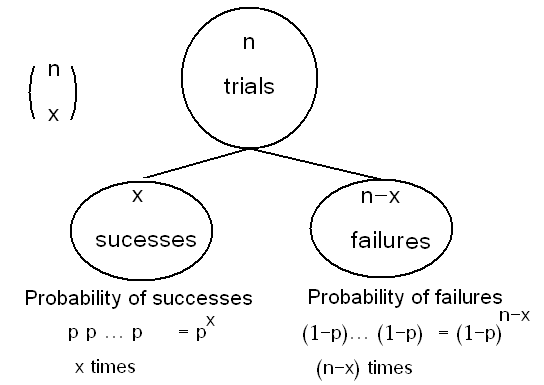 n
trials
( n
x )
x
sucesses
n-x
failures
Probability of successes
p p ... p = p^x
x times
Probability of failures
(1-p)... (1-p) = (1-p)^n-x
(n-x) times